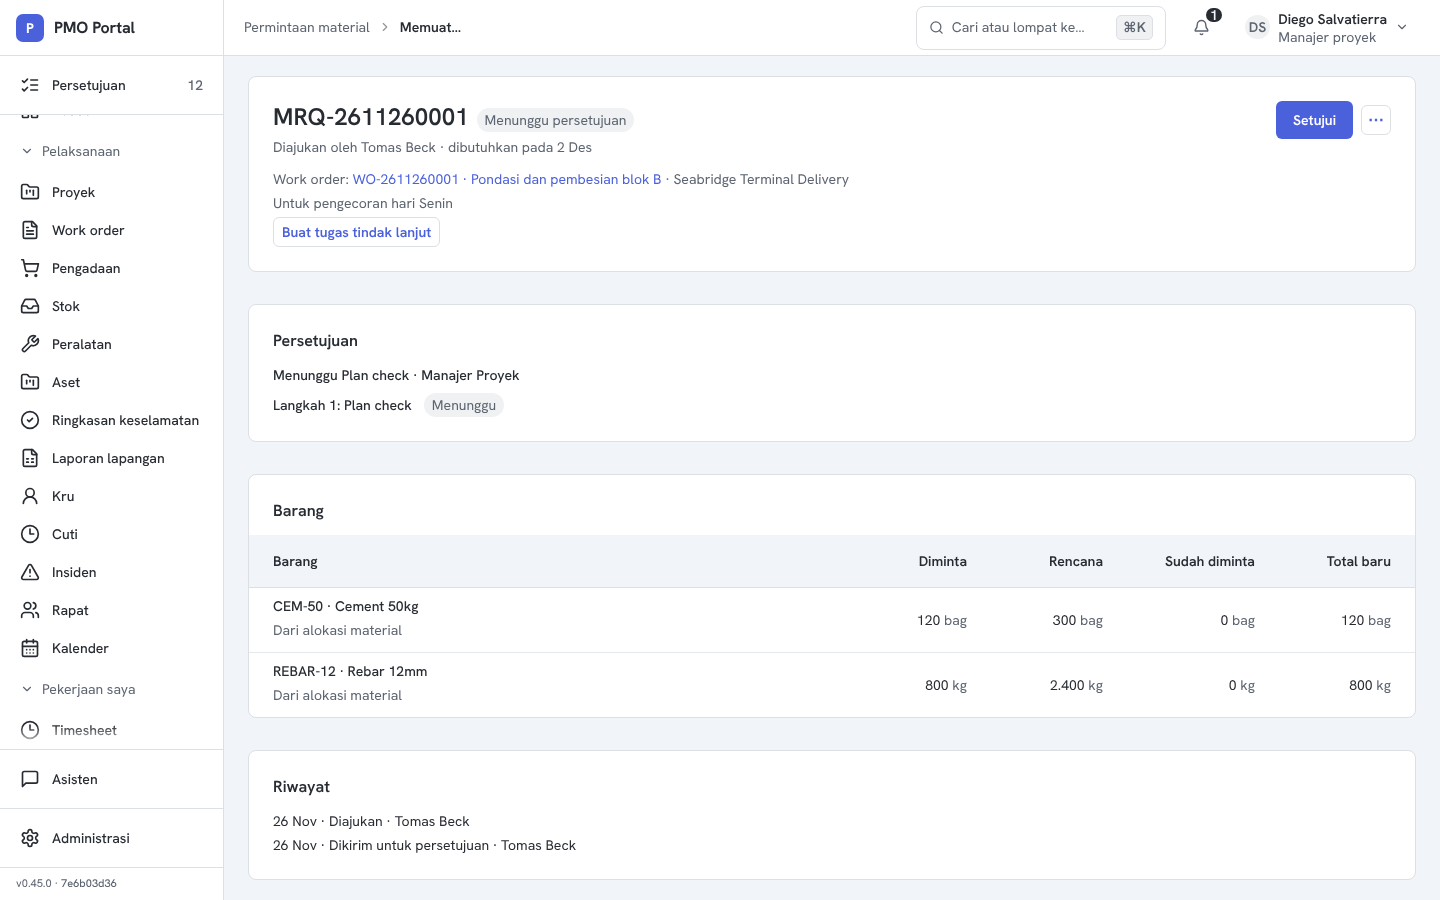 P PMO Portal
Permintaan material > Memuat...
Cari atau lompat ke... ⌘K
1
DS
Diego Salvatierra
Manajer proyek
Persetujuan 12
Pelaksanaan
Proyek
Work order
Pengadaan
Stok
Peralatan
Aset
Ringkasan keselamatan
Laporan lapangan
Kru
Cuti
Insiden
Rapat
Kalender
Pekerjaan saya
Timesheet
Asisten
Administrasi
v0.45.0 · 7e6b03d36
MRQ-2611260001 Menunggu persetujuan
Setujui
Diajukan oleh Tomas Beck · dibutuhkan pada 2 Des
Work order: WO-2611260001 · Pondasi dan pembesian blok B · Seabridge Terminal Delivery
Untuk pengecoran hari Senin
Buat tugas tindak lanjut
Persetujuan
Menunggu Plan check · Manajer Proyek
Langkah 1: Plan check Menunggu
Barang
Barang Diminta Rencana Sudah diminta Total baru
CEM-50 · Cement 50kg
Dari alokasi material
120 bag 300 bag 0 bag 120 bag
REBAR-12 · Rebar 12mm
Dari alokasi material
800 kg 2.400 kg 0 kg 800 kg
Riwayat
26 Nov · Diajukan · Tomas Beck
26 Nov · Dikirim untuk persetujuan · Tomas Beck